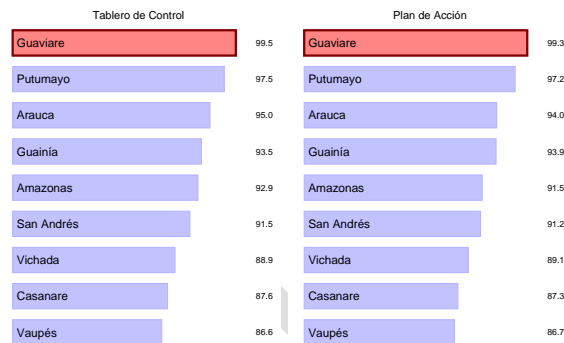 Tablero de Control
Guaviare 99.5
Putumayo 97.5
Arauca 95.0
Guainía 93.5
Amazonas 92.9
San Andrés 91.5
Vichada 88.9
Casanare 87.6
Vaupés 86.6
Plan de Acción
Guaviare 99.3
Putumayo 97.2
Arauca 94.0
Guainía 93.9
Amazonas 91.5
San Andrés 91.2
Vichada 89.1
Casanare 87.3
Vaupés 86.7